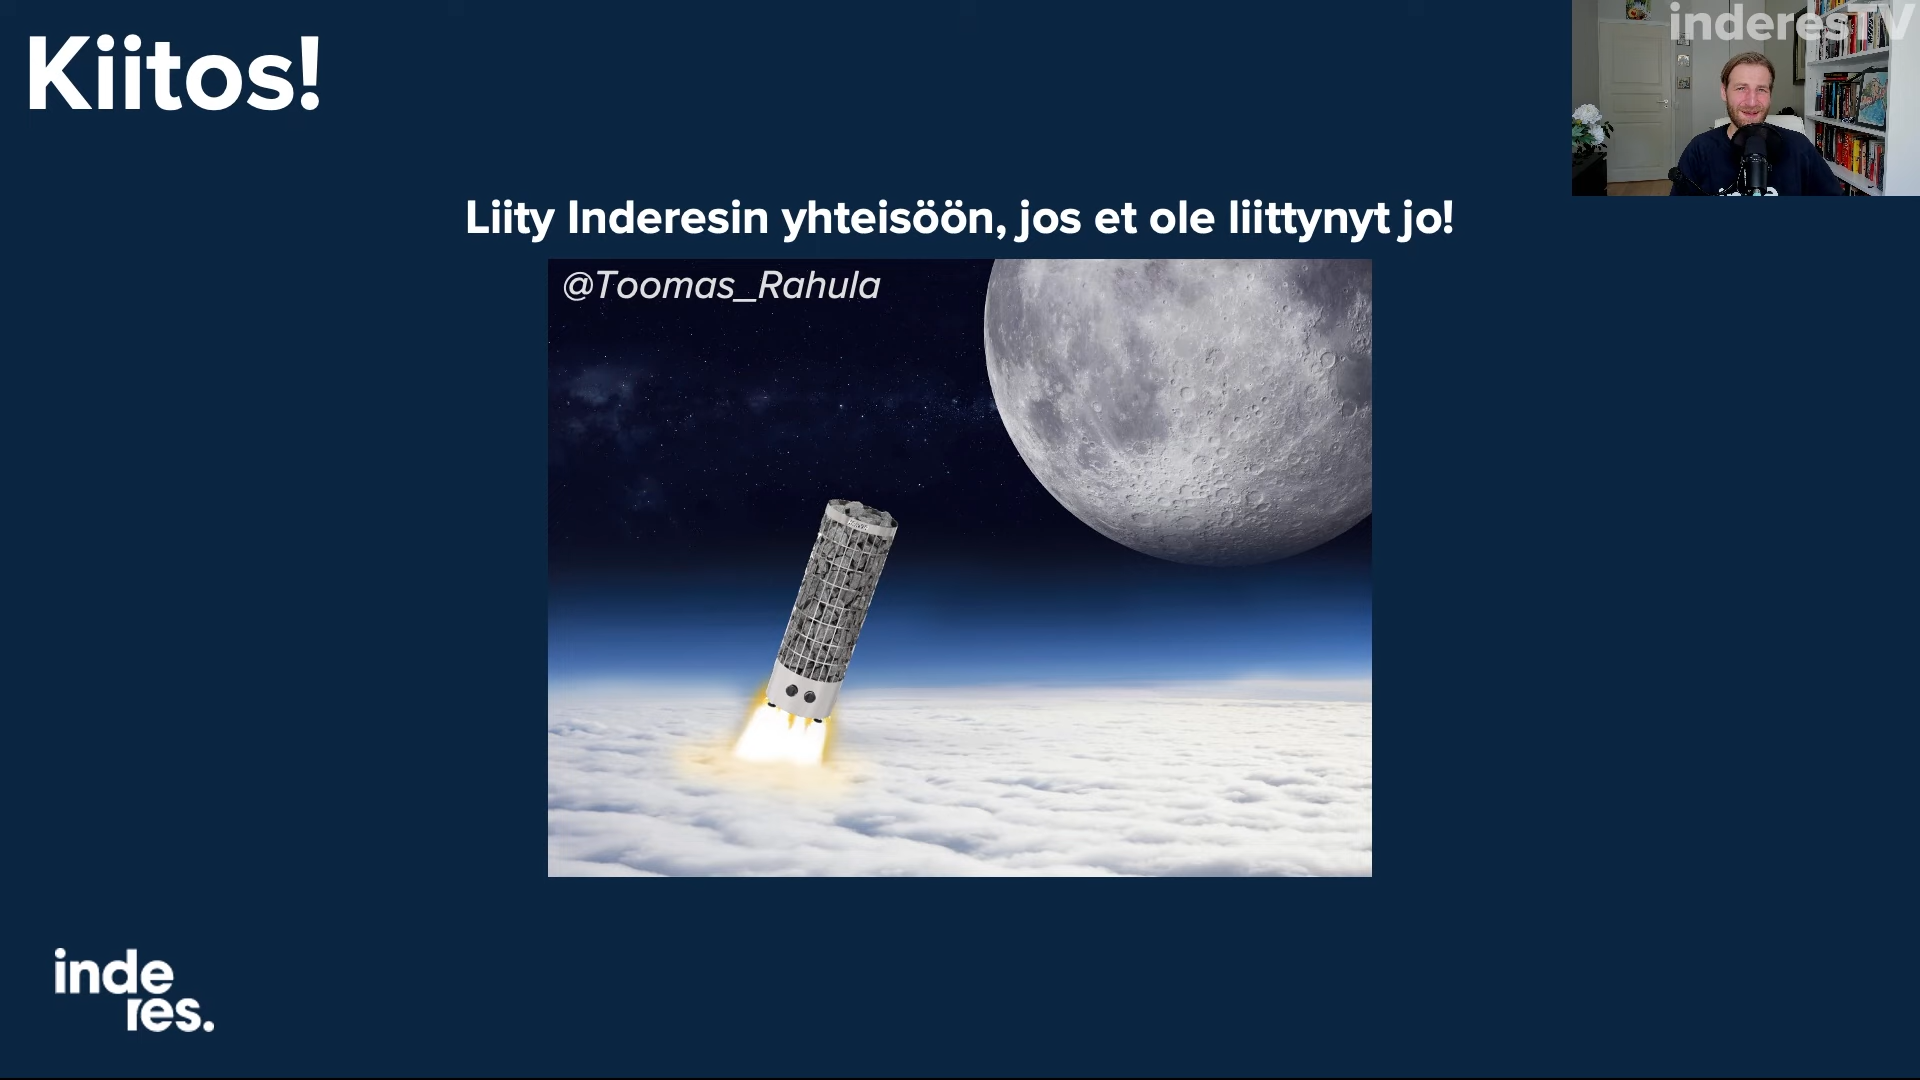 Kiitos!
inderesTV
Liity Inderesin yhteisöön, jos et ole liittynyt jo!
@Toomas_Rahula
inde
res.